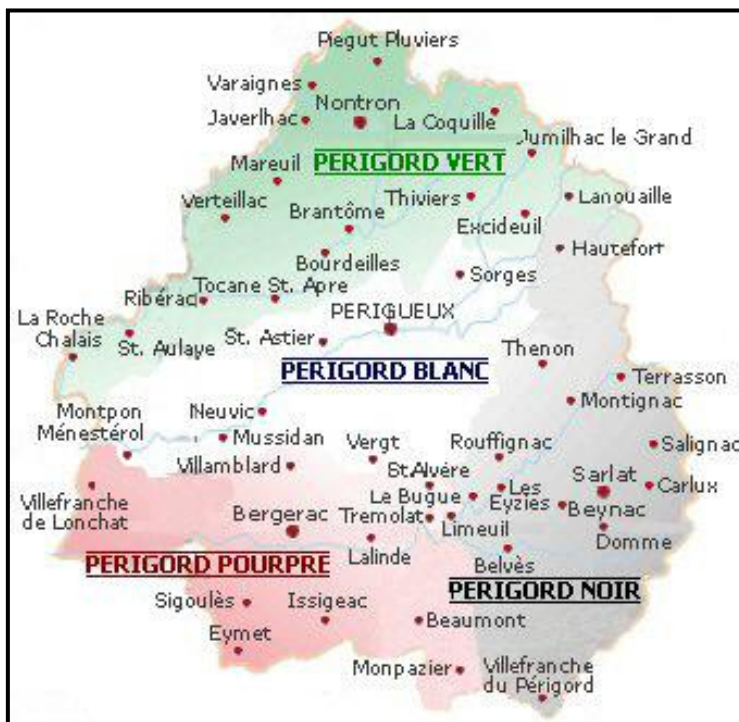 Piegut Pluviers
Varaignes
Nontron
Javerlhac
La Coquille
Jumilhac le Grand
PERIGORD VERT
Mareuil
Thiviers
Lanouaille
Verteillac
Brantôme
Excideuil
Hautefort
Bourdeilles
Sorges
Tocane St. Apre
Ribérac
PERIGUEUX
La Roche
Chalais
St. Aulaye
St. Astier
Thenon
PERIGORD BLANC
Terrasson
Montignac
Montpon
Ménestérol
Neuvic
Mussidan
Vergt
Rouffignac
Salignac
Villamblard
St.Alvére
Sarlat
Villefranche
de Lonchat
Le Bugue
Les
Eyzies
Carlux
Bergerac
Tremolat
Limeuil
Beynac
Domme
Lalinde
PERIGORD POURPRE
Belvès
PERIGORD NOIR
Sigoulès
Issigeac
Beaumont
Eymet
Monpazier
Villefranche
du Périgord